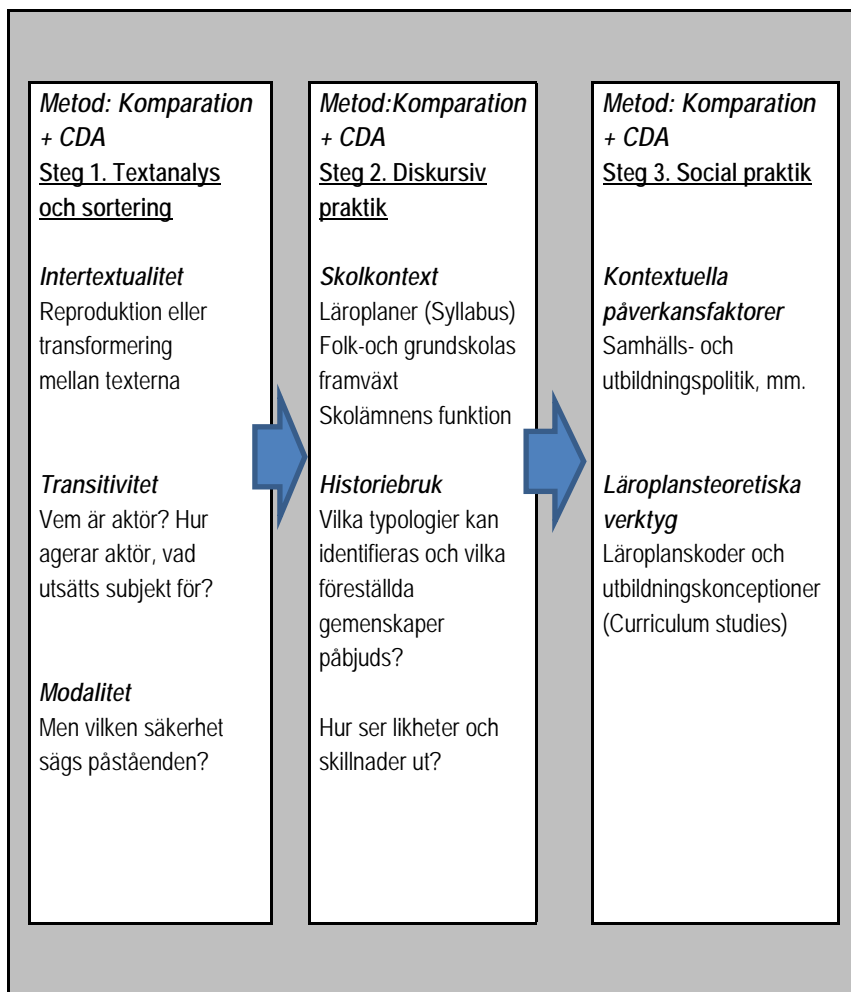 Metod: Komparation
+ CDA
Steg 1. Textanalys
och sortering
Intertextualitet
Reproduktion eller
transformering
mellan texterna
Transitivitet
Vem är aktör? Hur
agerar aktör, vad
utsätts subjekt för?
Modalitet
Men vilken säkerhet
sägs påståenden?
Metod:Komparation
+ CDA
Steg 2. Diskursiv
praktik
Skolkontext
Läroplaner (Syllabus)
Folk-och grundskolas
framväxt
Skolämnens funktion
Historiebruk
Vilka typologier kan
identifieras och vilka
föreställda
gemenskaper
påbjuds?
Hur ser likheter och
skillnader ut?
Metod: Komparation
+ CDA
Steg 3. Social praktik
Kontextuella
påverkansfaktorer
Samhälls- och
utbildningspolitik, mm.
Läroplansteoretiska
verktyg
Läroplanskoder och
utbildningskonceptioner
(Curriculum studies)